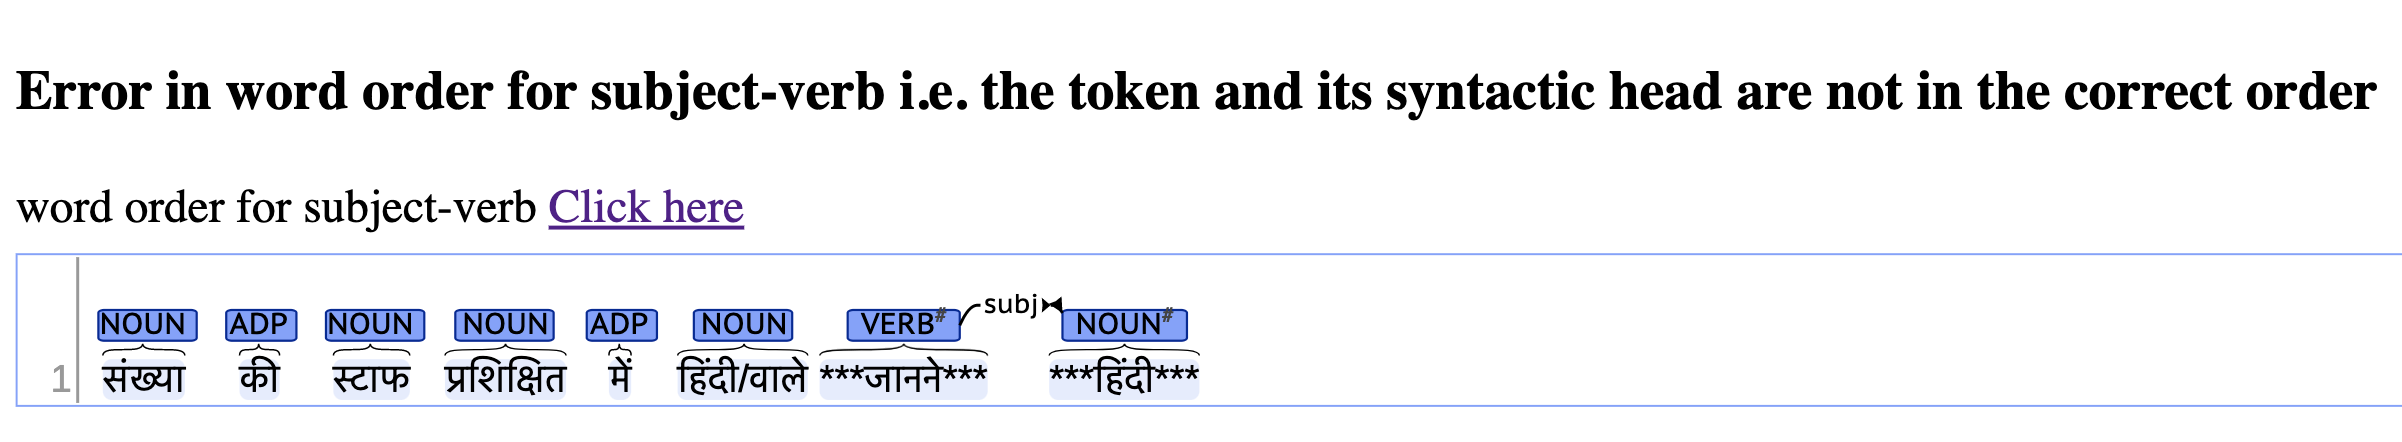 Error in word order for subject-verb i.e. the token and its syntactic head are not in the correct order
word order for subject-verb Click here
subj
NOUN ADP NOUN NOUN ADP NOUN VERB# NOUN#
1 संख्या की स्टाफ प्रशिक्षित में हिंदी/वाले ***जानने*** ***हिंदी***